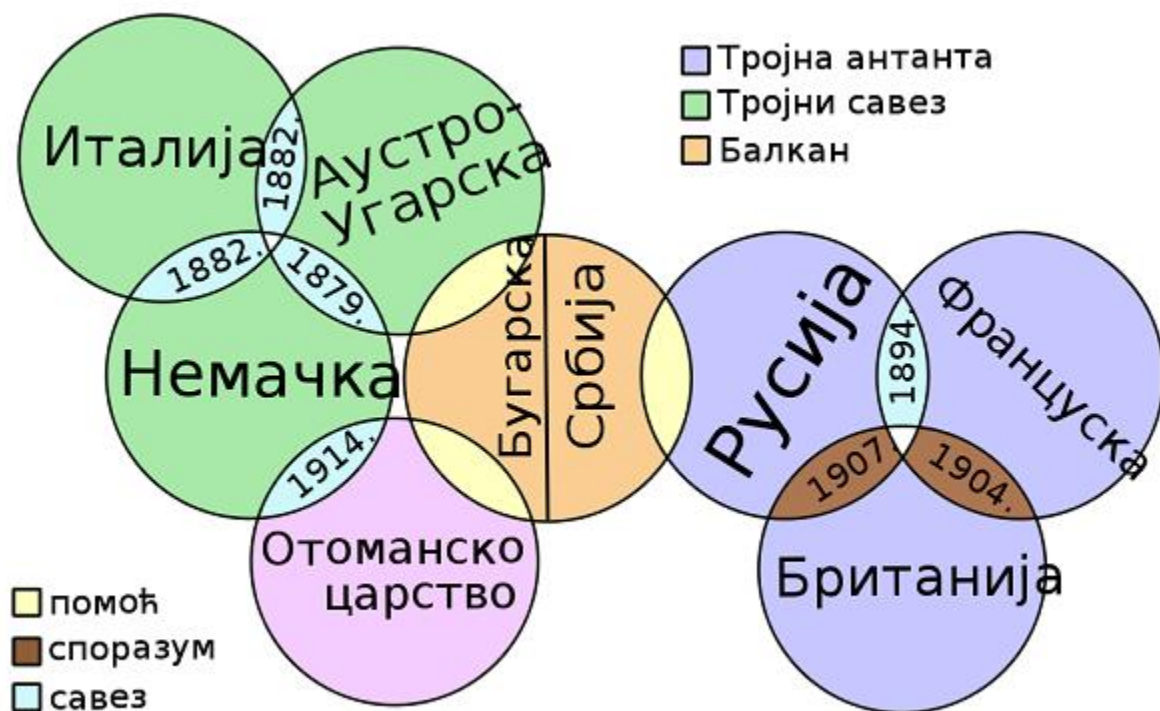 Тројна антанта
Тројни савез
Балкан
Италија
1882.
Аустро-
Угарска
1882.
1879.
Немачка
1914.
Отоманско
царство
Бугарска
Србија
Русија
1894.
Француска
1907.
1904.
Британија
помоћ
споразум
савез